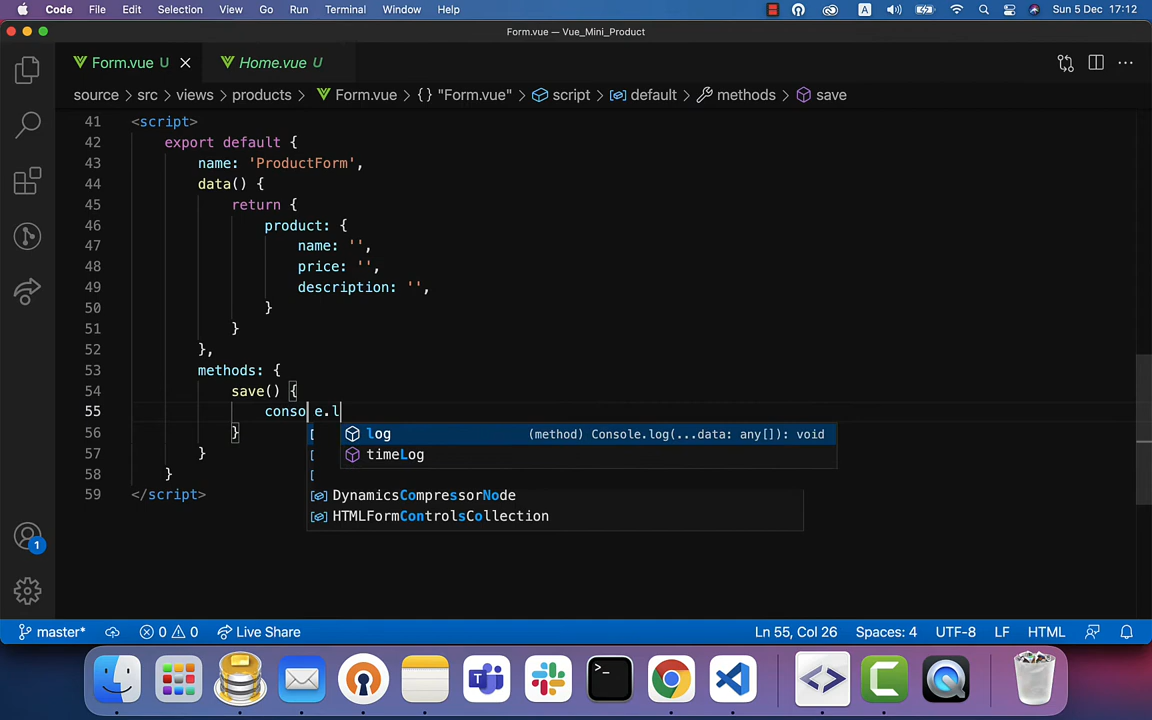 Code File Edit Selection View Go Run Terminal Window Help A Sun 5 Dec 17:12
Form.vue — Vue_Mini_Product
Form.vue U Home.vue U
source > src > views > products > Form.vue > {} "Form.vue" > script > default > methods > save
41 <script>
42 export default {
43 name: 'ProductForm',
44 data() {
45 return {
46 product: {
47 name: '',
48 price: '',
49 description: '',
50 }
51 }
52 },
53 methods: {
54 save() {
55 conso e.l
log (method) Console.log(...data: any[]): void
56 }
timeLog
57 }
58 }
59 </script>
DynamicsCompressorNode
HTMLFormControlsCollection
1
master* 0 0 Live Share Ln 55, Col 26 Spaces: 4 UTF-8 LF HTML